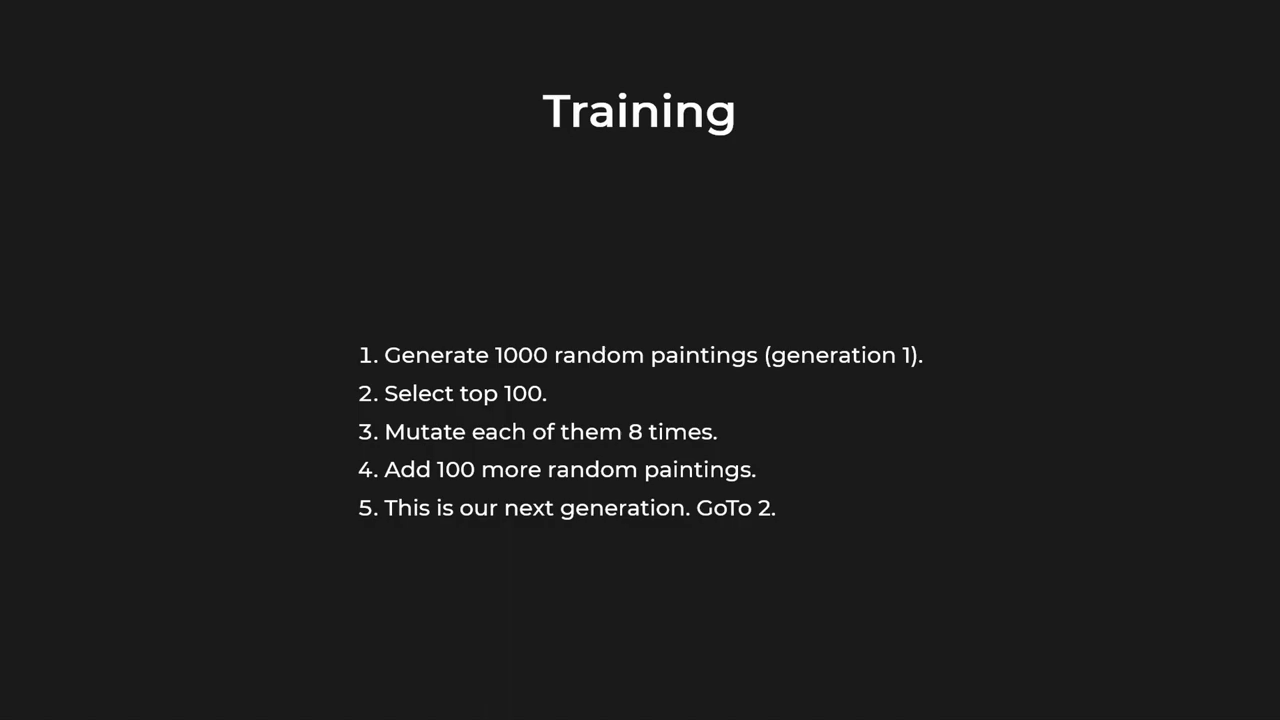 Training
1. Generate 1000 random paintings (generation 1).
2. Select top 100.
3. Mutate each of them 8 times.
4. Add 100 more random paintings.
5. This is our next generation. GoTo 2.